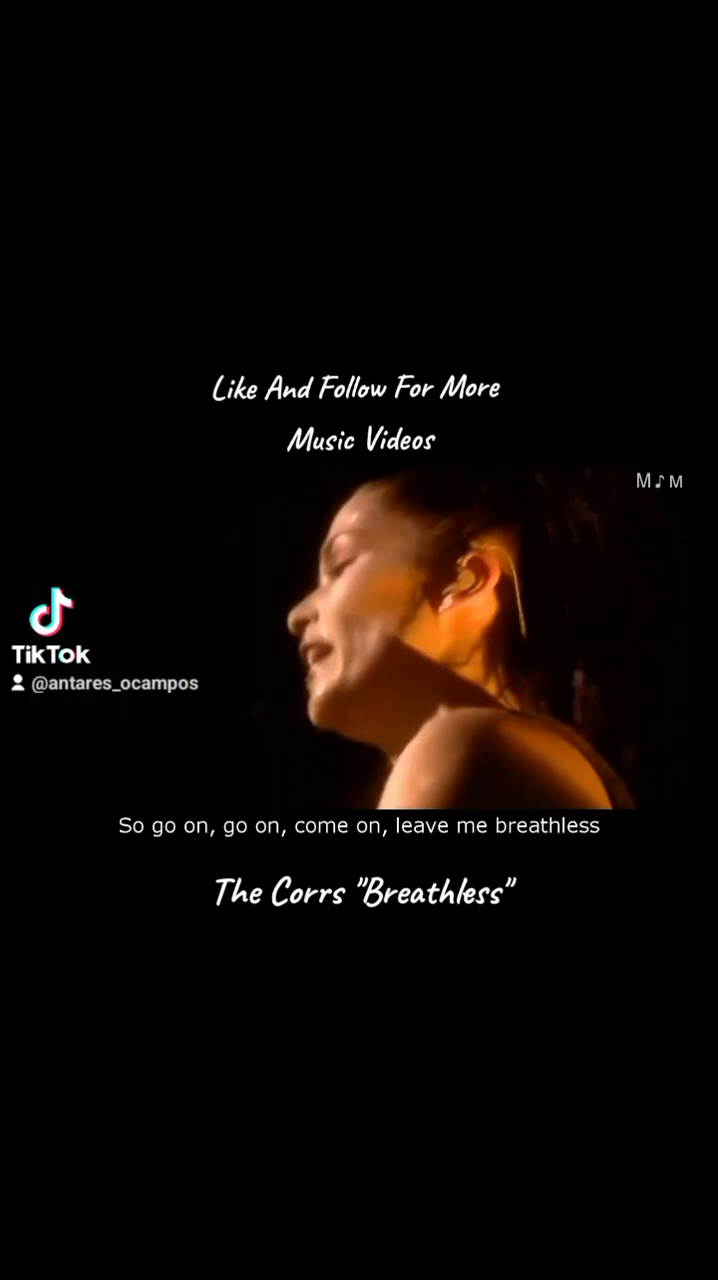 Like And Follow For More
Music Videos
M♪M
TikTok
@antares_ocampos
So go on, go on, come on, leave me breathless
The Corrs "Breathless"